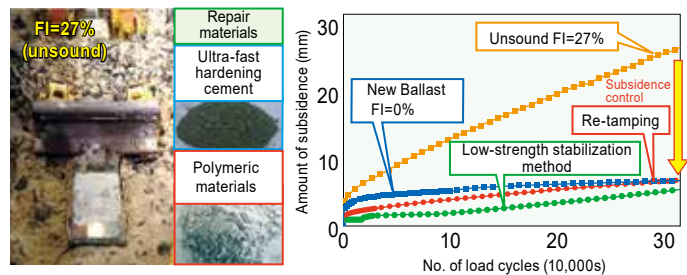 FI=27%
(unsound)
Repair
materials
Ultra-fast
hardening
cement
Polymeric
materials
Amount of subsidence (mm)
30
20
10
0
Unsound FI=27%
New Ballast
FI=0%
Subsidence
control
Re-tamping
Low-strength stabilization
method
0
10
20
30
No. of load cycles (10,000s)